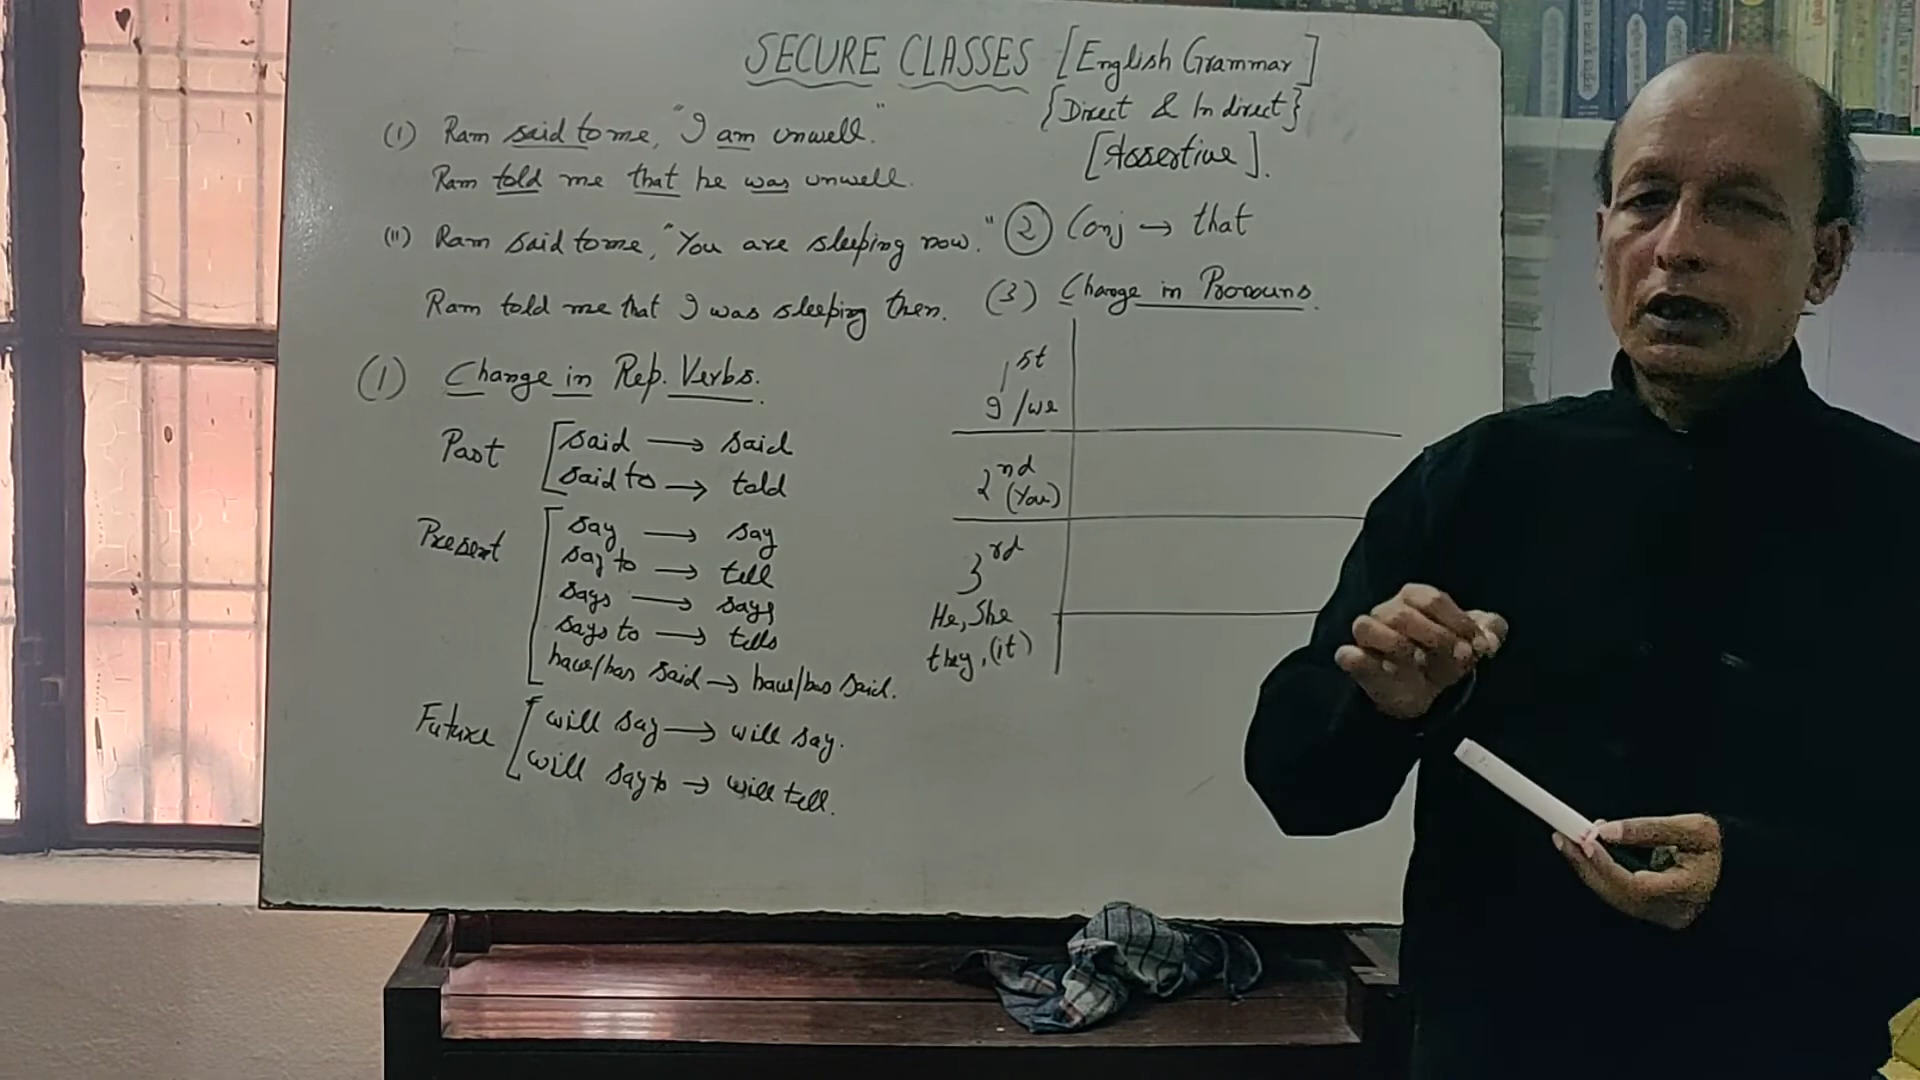 SECURE CLASSES [English Grammar]
{Direct & Indirect}
[Assertive].
(1) Ram said to me, "I am unwell."
Ram told me that he was unwell.
(11) Ram said to me, "You are sleeping now."
Ram told me that I was sleeping then.
(1) Change in Rep. Verbs.
Past
said → said
said to → told
Present
say → say
say to → tell
says → says
says to → tells
have/has said → have/has said.
Future
will say → will say.
will say to → will tell.
2 Conj → that
(3) Change in Pronouns.
1st
I/we
2nd
(You)
3rd
He, She
they, (it)